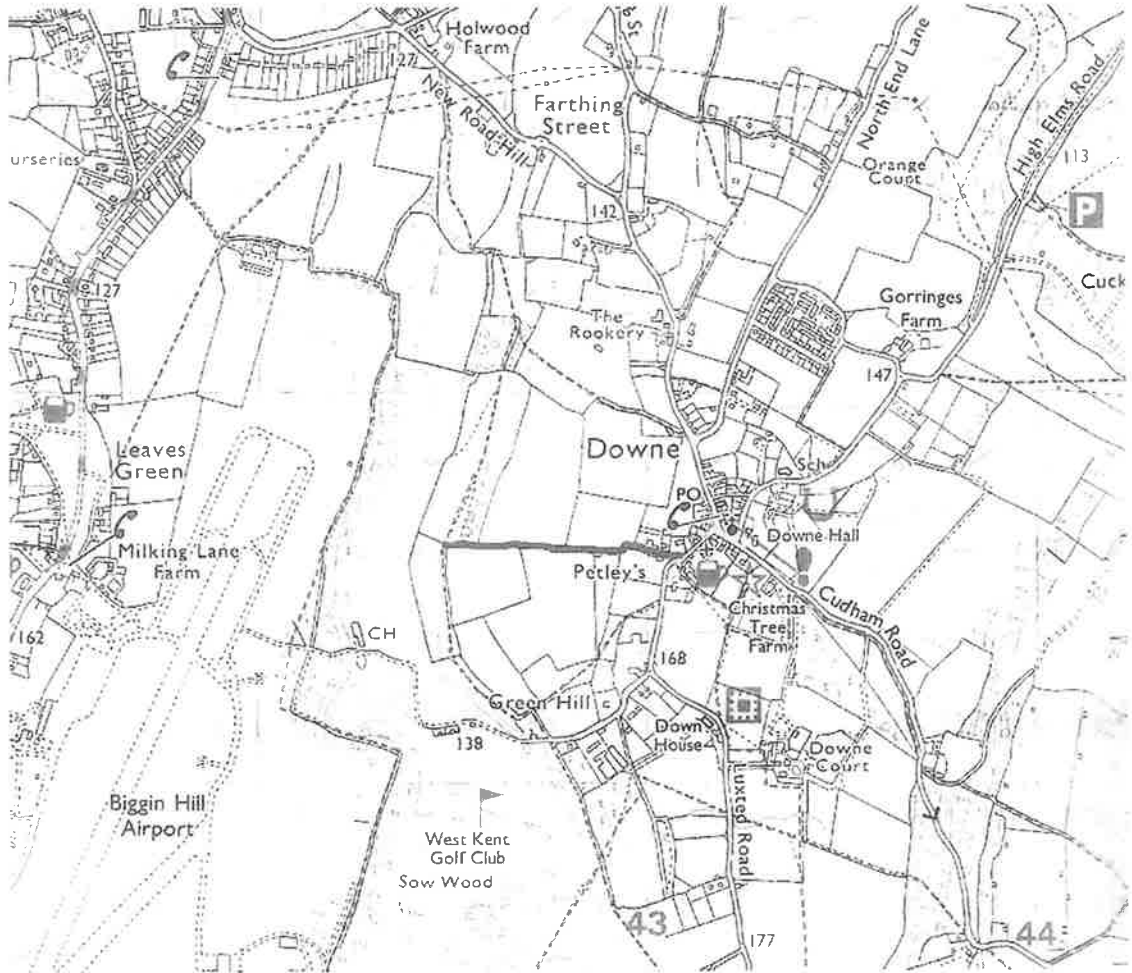 Holwood
Farm
127
New Road Hill
Farthing
Street
North End Lane
High Elms Road
113
Orange
Court
P
urseries
142
127
The
Rookery
Gorringes
Farm
Cuck
147
Leaves
Green
Downe
Sch
PO
Downe Hall
Milking Lane
Farm
Petley's
Christmas
Tree
Farm
Cudham Road
162
CH
168
Green Hill
Down
House
138
Downe
Court
Luxted Road
Biggin Hill
Airport
West Kent
Golf Club
Sow Wood
43
44
177